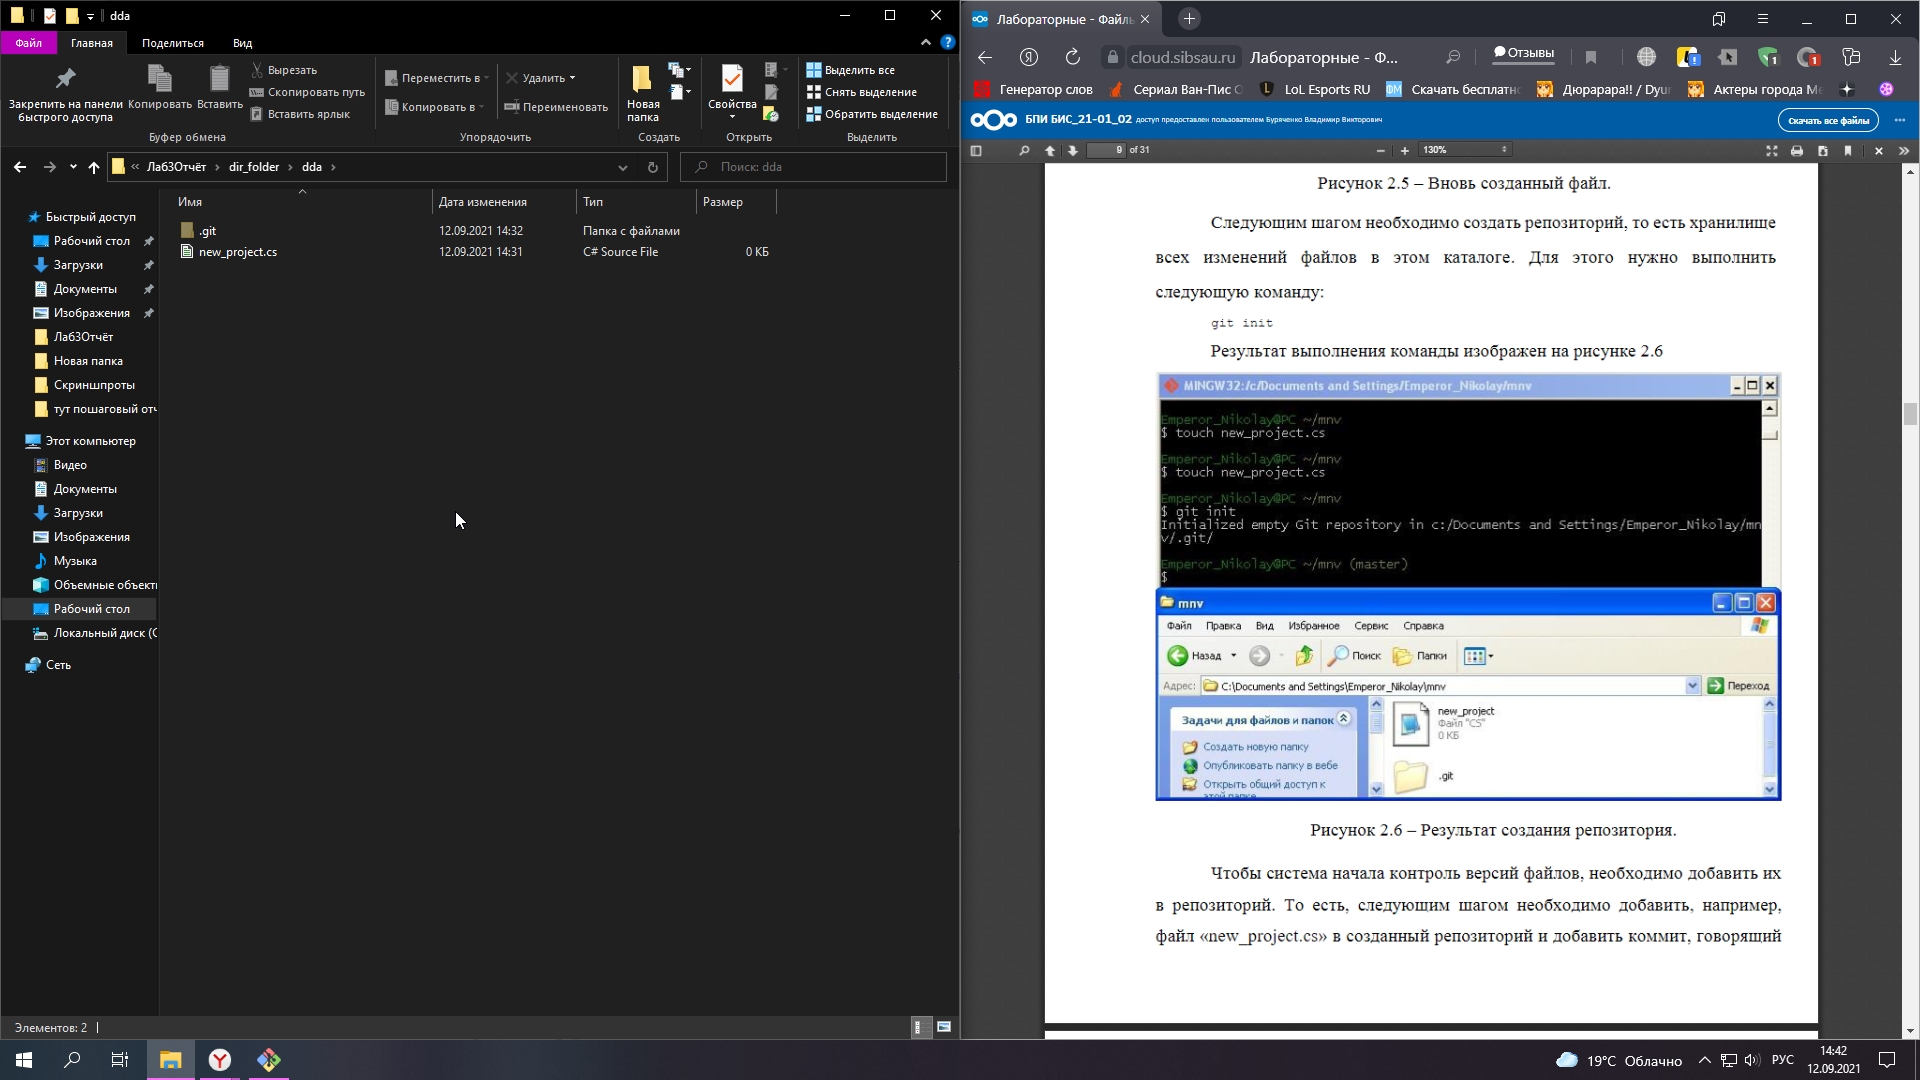 dda
Файл
Главная
Поделиться
Вид
Закрепить на панели быстрого доступа
Копировать
Вставить
Вырезать
Скопировать путь
Вставить ярлык
Буфер обмена
Переместить в
Копировать в
Удалить
Переименовать
Упорядочить
Новая папка
Создать
Свойства
Открыть
Выделить все
Снять выделение
Обратить выделение
Выделить
« Лаб3Отчёт > dir_folder > dda >
Поиск: dda
Имя
Дата изменения
Тип
Размер
.git 12.09.2021 14:32 Папка с файлами
new_project.cs 12.09.2021 14:31 C# Source File 0 КБ
Быстрый доступ
Рабочий стол
Загрузки
Документы
Изображения
Лаб3Отчёт
Новая папка
Скриншпроты
тут пошаговый отч
Этот компьютер
Видео
Документы
Загрузки
Изображения
Музыка
Объемные объекты
Рабочий стол
Локальный диск (C
Сеть
Элементов: 2
Лабораторные - Файль
cloud.sibsau.ru
Лабораторные - Ф...
Отзывы
Генератор слов
Сериал Ван-Пис
LoL Esports RU
Скачать бесплатн
Дюрарара!! / Dyur
Актеры города Ме
БПИ БИС_21-01_02 доступ предоставлен пользователем Буряченко Владимир Викторович
Скачать все файлы
9 of 31
130%
Рисунок 2.5 – Вновь созданный файл.
Следующим шагом необходимо создать репозиторий, то есть хранилище
всех изменений файлов в этом каталоге. Для этого нужно выполнить
следующую команду:
git init
Результат выполнения команды изображен на рисунке 2.6
MINGW32:/c/Documents and Settings/Emperor_Nikolay/mnv
Emperor_Nikolay@PC ~/mnv
$ touch new_project.cs
Emperor_Nikolay@PC ~/mnv
$ touch new_project.cs
Emperor_Nikolay@PC ~/mnv
$ git init
Initialized empty Git repository in c:/Documents and Settings/Emperor_Nikolay/mn
v/.git/
Emperor_Nikolay@PC ~/mnv (master)
$
mnv
Файл Правка Вид Избранное Сервис Справка
Назад
Поиск
Папки
Адрес: C:\Documents and Settings\Emperor_Nikolay\mnv
Переход
Задачи для файлов и папок
Создать новую папку
Опубликовать папку в вебе
Открыть общий доступ к
этой папке
new_project
Файл "CS"
0 КБ
.git
Рисунок 2.6 – Результат создания репозитория.
Чтобы система начала контроль версий файлов, необходимо добавить их
в репозиторий. То есть, следующим шагом необходимо добавить, например,
файл «new_project.cs» в созданный репозиторий и добавить коммит, говорящий
19°C Облачно
РУС
14:42
12.09.2021